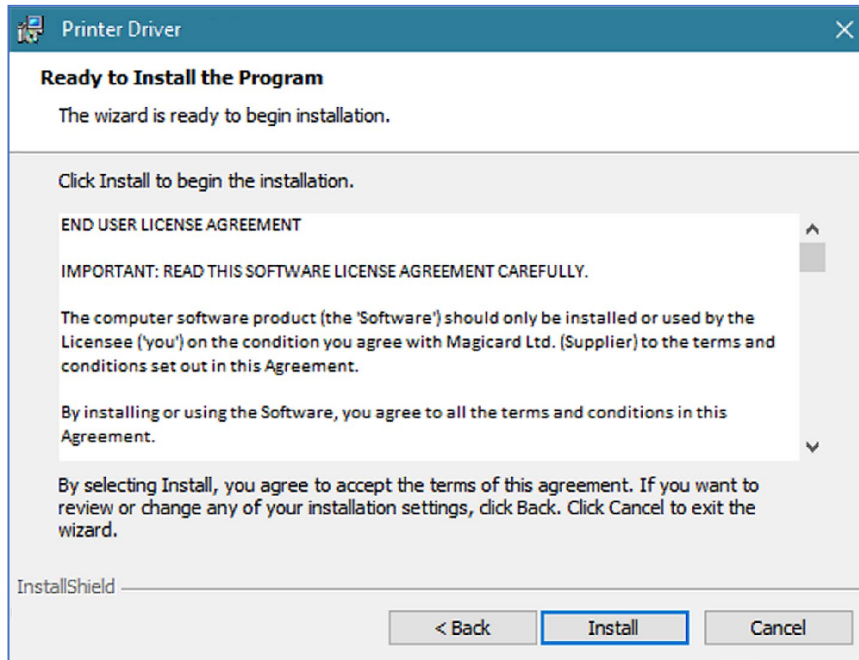 Printer Driver
Ready to Install the Program
The wizard is ready to begin installation.
Click Install to begin the installation.
END USER LICENSE AGREEMENT
IMPORTANT: READ THIS SOFTWARE LICENSE AGREEMENT CAREFULLY.
The computer software product (the 'Software') should only be installed or used by the
Licensee ('you') on the condition you agree with Magicard Ltd. (Supplier) to the terms and
conditions set out in this Agreement.
By installing or using the Software, you agree to all the terms and conditions in this
Agreement.
By selecting Install, you agree to accept the terms of this agreement. If you want to
review or change any of your installation settings, click Back. Click Cancel to exit the
wizard.
InstallShield
< Back Install Cancel